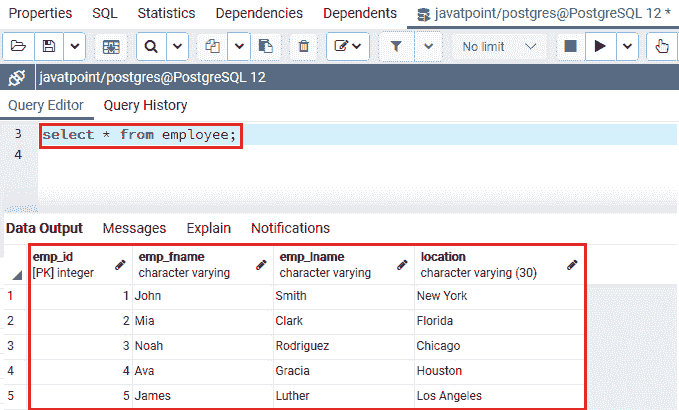 Properties SQL Statistics Dependencies Dependents javatpoint/postgres@PostgreSQL 12 *
No limit
javatpoint/postgres@PostgreSQL 12
Query Editor Query History
3 select * from employee;
4
Data Output Messages Explain Notifications
emp_id emp_fname emp_lname location
[PK] integer character varying character varying character varying (30)
1 1 John Smith New York
2 2 Mia Clark Florida
3 3 Noah Rodriguez Chicago
4 4 Ava Gracia Houston
5 5 James Luther Los Angeles